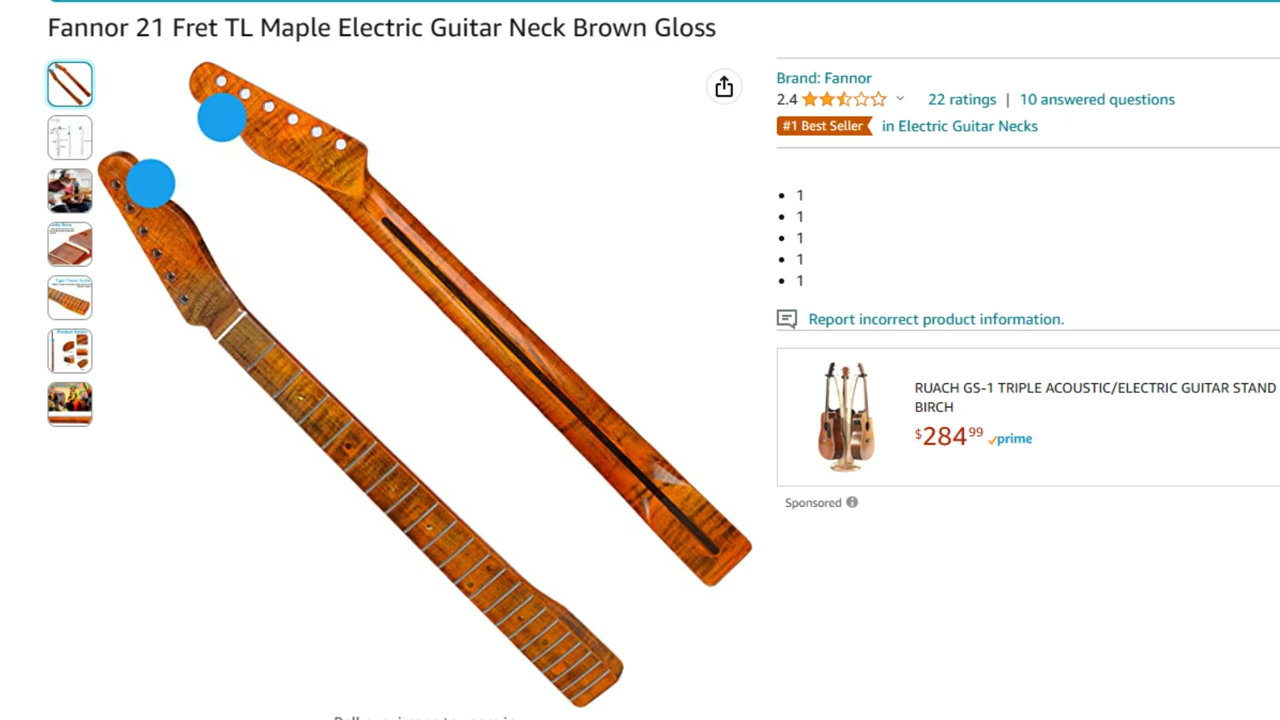 Fannor 21 Fret TL Maple Electric Guitar Neck Brown Gloss
Brand: Fannor
2.4 22 ratings | 10 answered questions
#1 Best Seller in Electric Guitar Necks
• 1
• 1
• 1
• 1
• 1
Report incorrect product information.
RUACH GS-1 TRIPLE ACOUSTIC/ELECTRIC GUITAR STAND
BIRCH
$284.99 prime
Sponsored